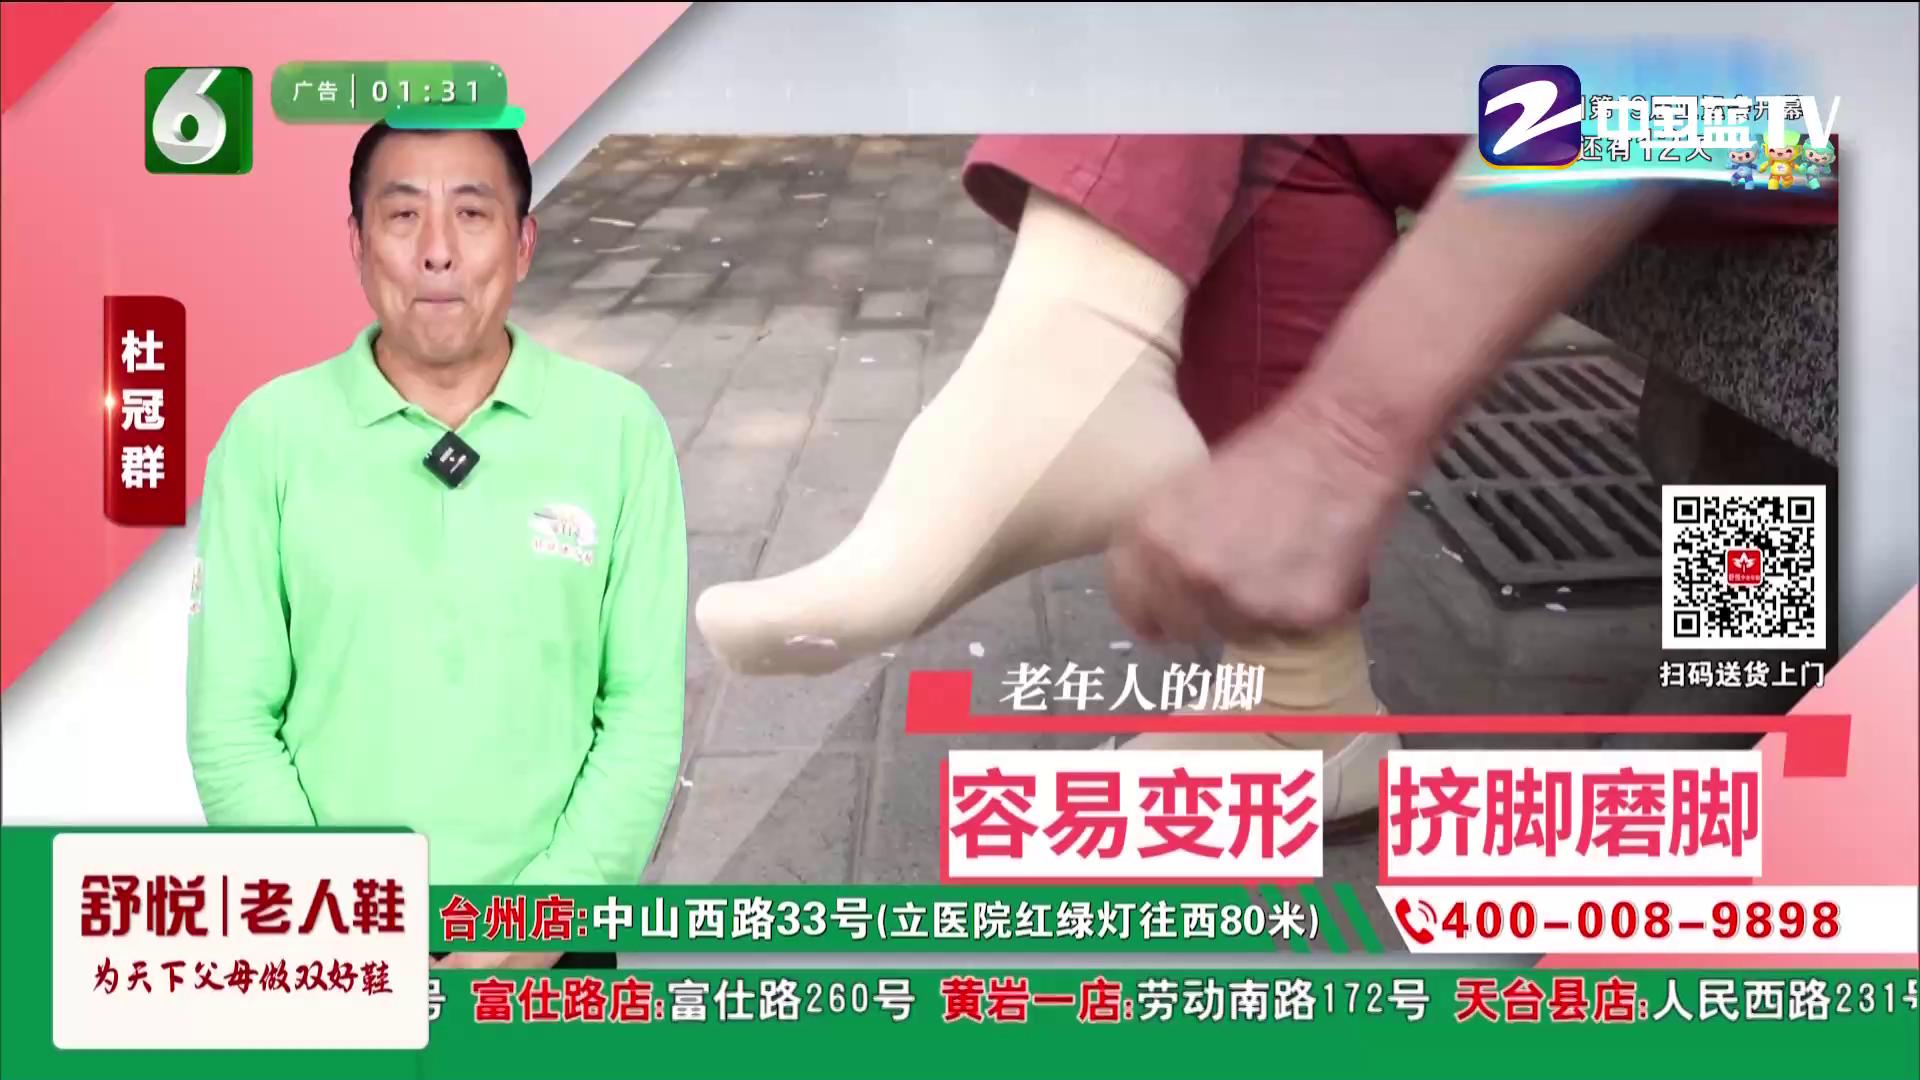 6
广告 01:31
中国蓝TV
杜冠群
扫码送货上门
老年人的脚
容易变形 挤脚磨脚
舒悦 老人鞋
为天下父母做双好鞋
台州店:中山西路33号(立医院红绿灯往西80米)
400-008-9898
号 富仕路店:富仕路260号 黄岩一店:劳动南路172号 天台县店:人民西路231号